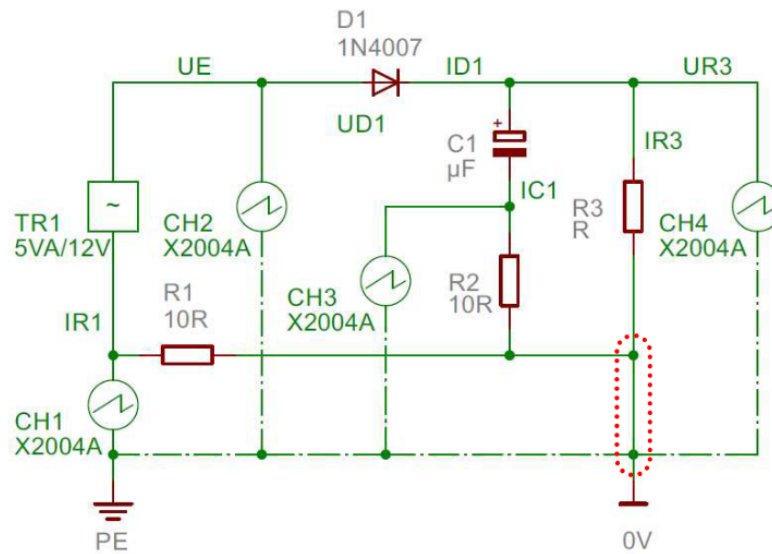 D1
1N4007
UE
ID1
UR3
UD1
+
C1
µF
IR3
IC1
~
TR1
5VA/12V
CH2
X2004A
R3
R
CH4
X2004A
R1
10R
CH3
X2004A
R2
10R
IR1
CH1
X2004A
PE
0V